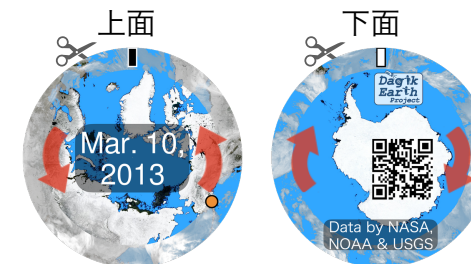 上面
下面
Mar. 10,
2013
Dagik
Earth
Project
Data by NASA,
NOAA & USGS